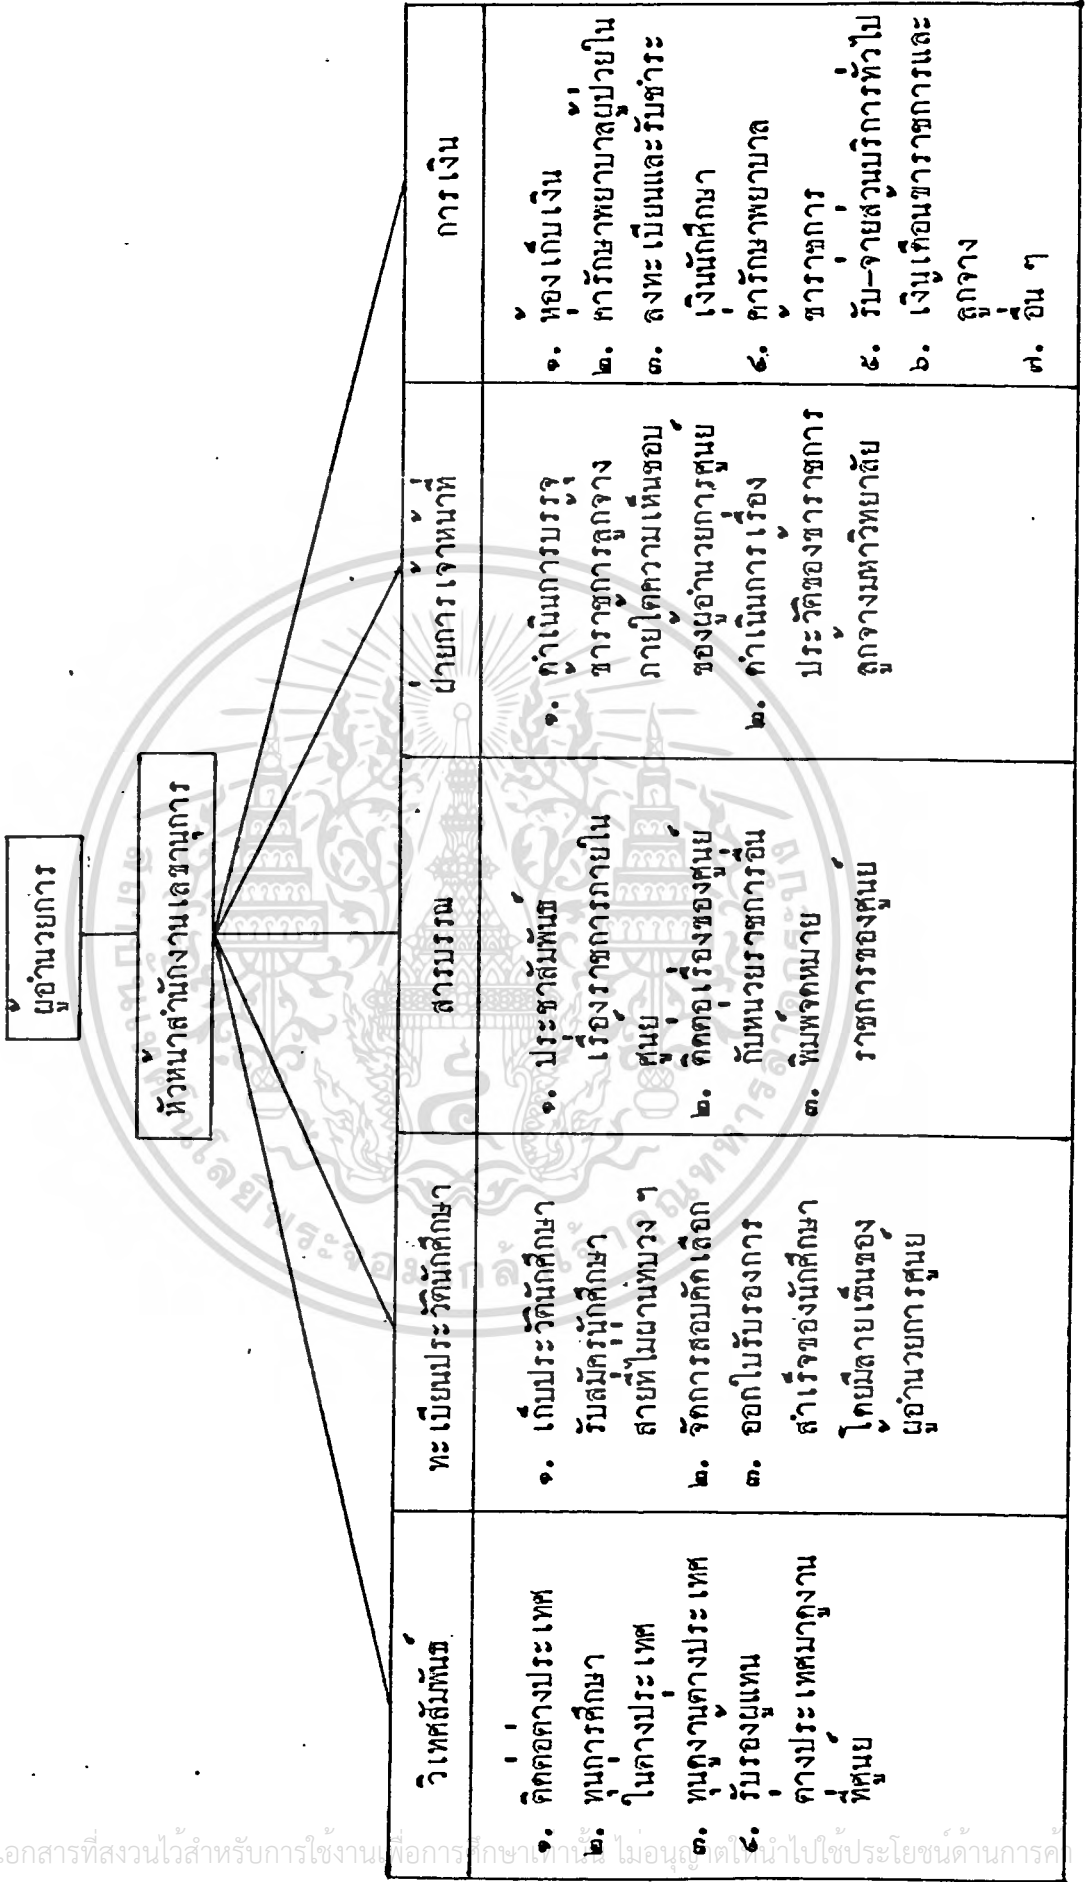 ผู้อำนวยการ
หัวหน้าสำนักงานเลขานุการ
วิเทศสัมพันธ์
๑. ติดต่อต่างประเทศ
๒. ทุนการศึกษา
ในต่างประเทศ
๓. ทุนดูงานต่างประเทศ
๔. รับรองผู้แทน
ต่างประเทศมาดูงาน
ที่ศูนย์
ทะเบียนประวัตินักศึกษา
๑. เก็บประวัตินักศึกษา
รับสมัครนักศึกษา
สายที่ไม่ผ่านทบวง ๆ
๒. จัดการสอบคัดเลือก
๓. ออกใบรับรองการ
สำเร็จของนักศึกษา
โดยมีลายเซ็นของ
ผู้อำนวยการศูนย์
สารบรรณ
๑. ประชาสัมพันธ์
เรื่องราชการภายใน
ศูนย์
๒. ติดต่อเรื่องของศูนย์
กับหน่วยราชการอื่น
๓. พิมพ์จดหมาย
ราชการของศูนย์
ฝ่ายการเจ้าหน้าที่
๑. ดำเนินการบรรจุ
ข้าราชการลูกจ้าง
ภายใต้ความเห็นชอบ
ของผู้อำนวยการศูนย์
๒. ดำเนินการเรื่อง
ประวัติของข้าราชการ
ลูกจ้างมหาวิทยาลัย
การเงิน
๑. ห้องเก็บเงิน
๒. ค่ารักษาพยาบาลผู้ป่วยใน
๓. ลงทะเบียนและรับชำระ
เงินนักศึกษา
๔. ค่ารักษาพยาบาล
ข้าราชการ
๕. รับ-จ่ายส่วนบริการทั่วไป
๖. เงินเดือนข้าราชการและ
ลูกจ้าง
๗. อื่น ๆ
เอกสารที่สงวนไว้สำหรับการใช้งานเพื่อการศึกษาเท่านั้น ไม่อนุญาตให้นำไปใช้ประโยชน์ด้านการค้า